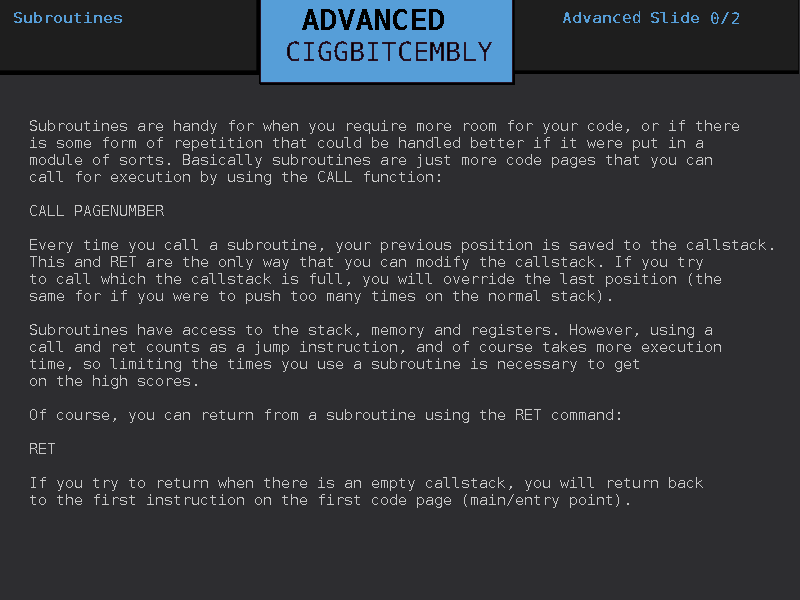 Subroutines
ADVANCED
CIGGBITCEMBLY
Advanced Slide 0/2
Subroutines are handy for when you require more room for your code, or if there
is some form of repetition that could be handled better if it were put in a
module of sorts. Basically subroutines are just more code pages that you can
call for execution by using the CALL function:
CALL PAGENUMBER
Every time you call a subroutine, your previous position is saved to the callstack.
This and RET are the only way that you can modify the callstack. If you try
to call which the callstack is full, you will override the last position (the
same for if you were to push too many times on the normal stack).
Subroutines have access to the stack, memory and registers. However, using a
call and ret counts as a jump instruction, and of course takes more execution
time, so limiting the times you use a subroutine is necessary to get
on the high scores.
Of course, you can return from a subroutine using the RET command:
RET
If you try to return when there is an empty callstack, you will return back
to the first instruction on the first code page (main/entry point).